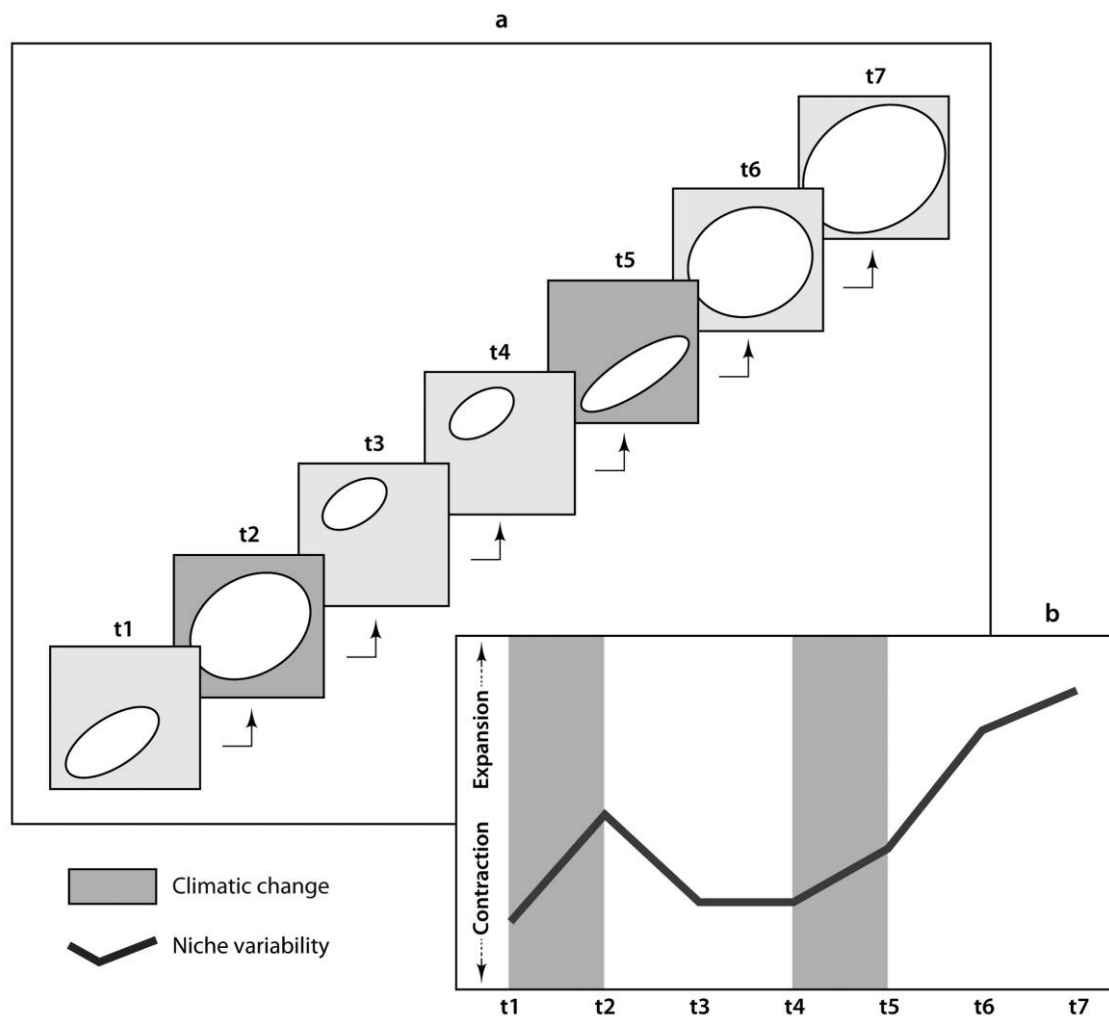 a
t7
t6
t5
t4
t3
t2
t1
b
Expansion
Contraction
Climatic change
Niche variability
t1 t2 t3 t4 t5 t6 t7